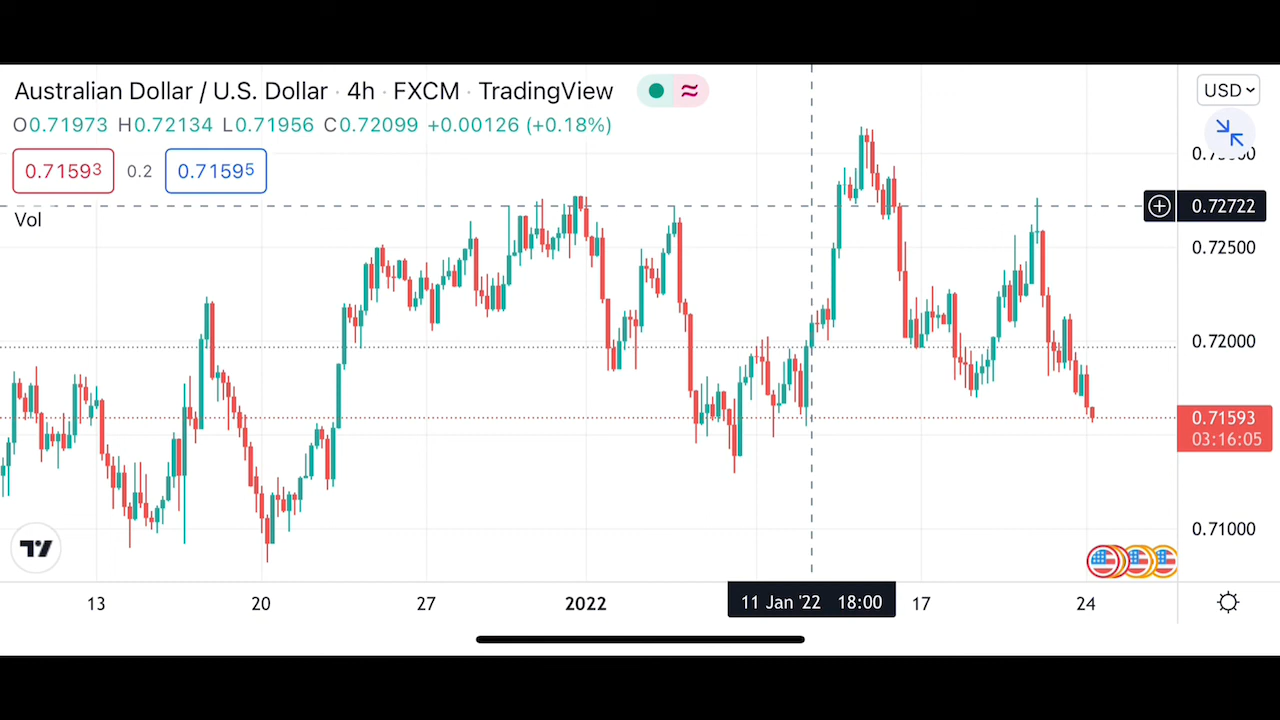 Australian Dollar / U.S. Dollar · 4h · FXCM · TradingView
USD
O0.71973 H0.72134 L0.71956 C0.72099 +0.00126 (+0.18%)
0.71593 0.2 0.71595
Vol
0.72722
0.72500
0.72000
0.71593
03:16:05
0.71000
13 20 27 2022 11 Jan '22 18:00 17 24